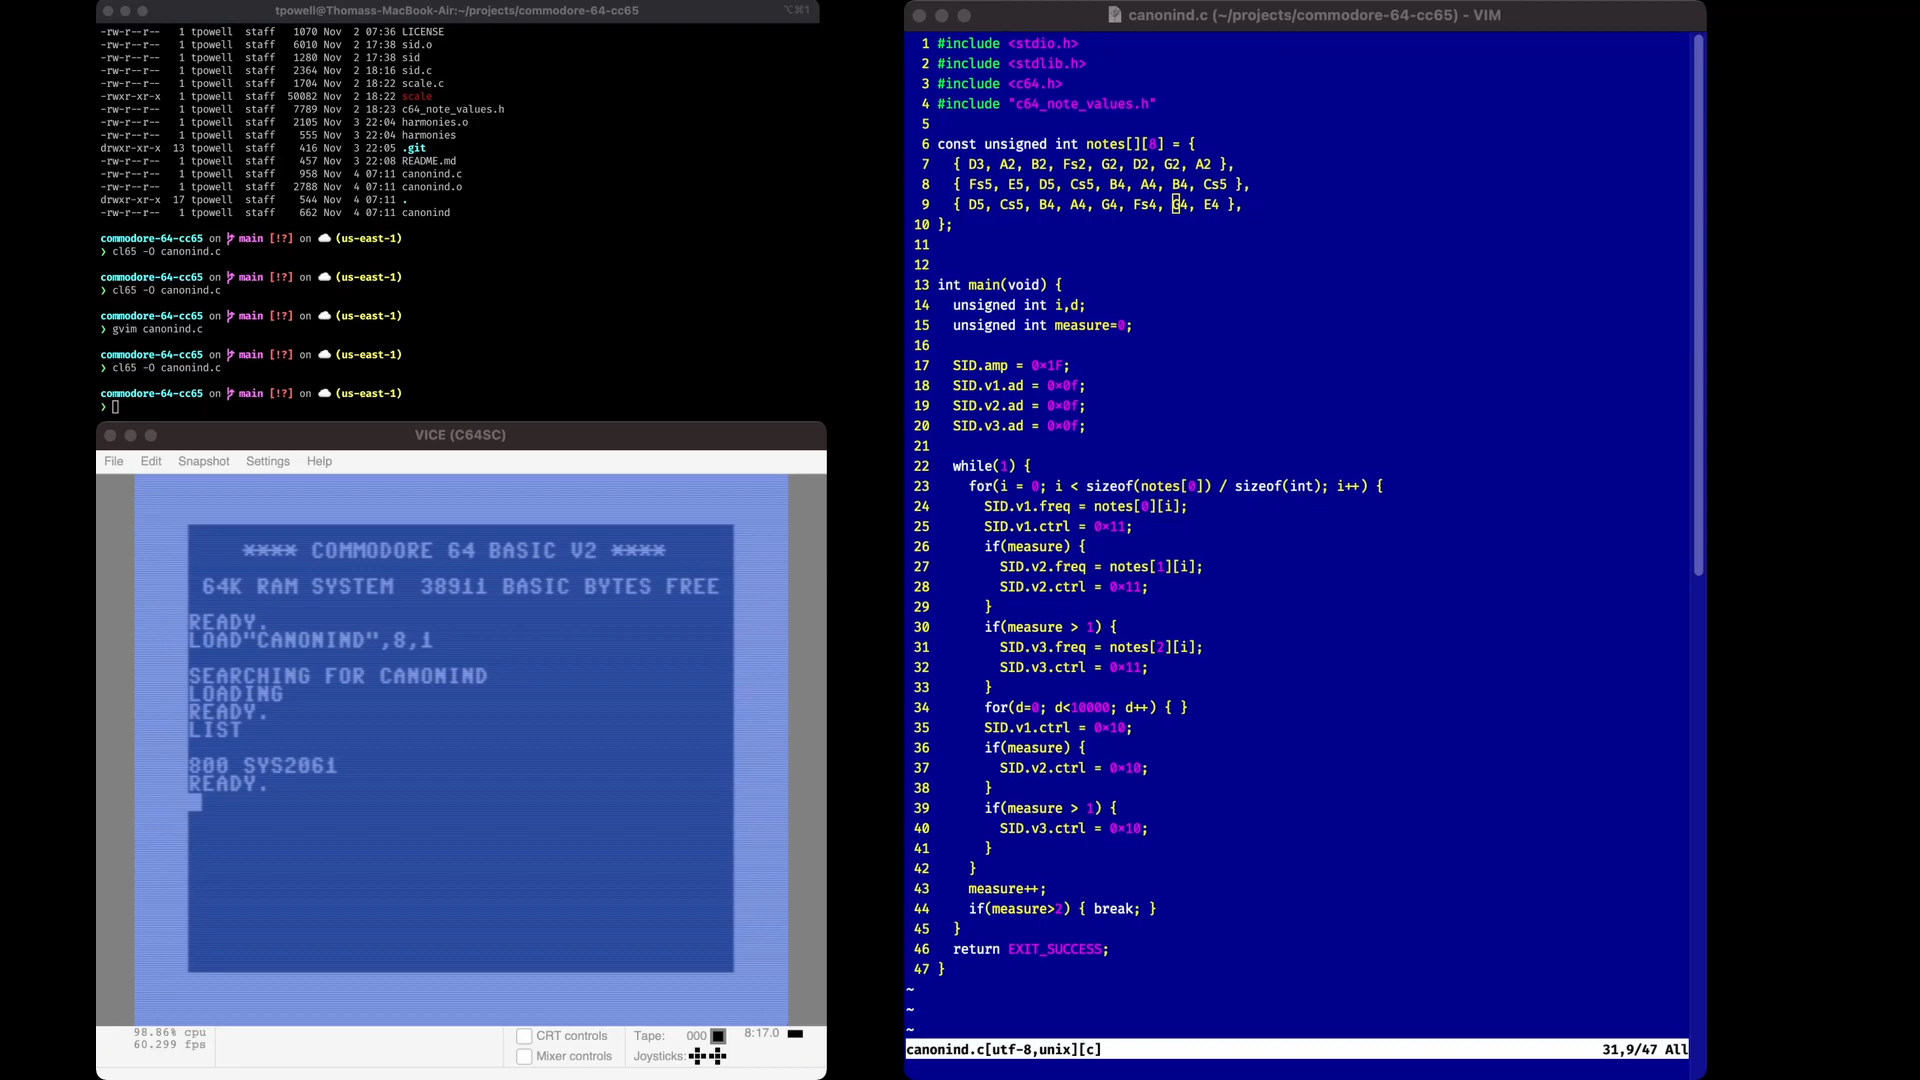 tpowell@Thomass-MacBook-Air:~/projects/commodore-64-cc65
⌥⌘1
-rw-r--r--   1 tpowell  staff   1070 Nov  2 07:36 LICENSE
-rw-r--r--   1 tpowell  staff   6010 Nov  2 17:38 sid.o
-rw-r--r--   1 tpowell  staff   1280 Nov  2 17:38 sid
-rw-r--r--   1 tpowell  staff   2364 Nov  2 18:16 sid.c
-rw-r--r--   1 tpowell  staff   1704 Nov  2 18:22 scale.c
-rwxr-xr-x   1 tpowell  staff  50082 Nov  2 18:22 scale
-rw-r--r--   1 tpowell  staff   7789 Nov  2 18:23 c64_note_values.h
-rw-r--r--   1 tpowell  staff   2105 Nov  3 22:04 harmonies.o
-rw-r--r--   1 tpowell  staff    555 Nov  3 22:04 harmonies
drwxr-xr-x  13 tpowell  staff    416 Nov  3 22:05 .git
-rw-r--r--   1 tpowell  staff    457 Nov  3 22:08 README.md
-rw-r--r--   1 tpowell  staff    958 Nov  4 07:11 canonind.c
-rw-r--r--   1 tpowell  staff   2788 Nov  4 07:11 canonind.o
drwxr-xr-x  17 tpowell  staff    544 Nov  4 07:11 .
-rw-r--r--   1 tpowell  staff    662 Nov  4 07:11 canonind
commodore-64-cc65 on main [!?] on (us-east-1)
❯ cl65 -O canonind.c
commodore-64-cc65 on main [!?] on (us-east-1)
❯ cl65 -O canonind.c
commodore-64-cc65 on main [!?] on (us-east-1)
❯ gvim canonind.c
commodore-64-cc65 on main [!?] on (us-east-1)
❯ cl65 -O canonind.c
commodore-64-cc65 on main [!?] on (us-east-1)
❯
VICE (C64SC)
File Edit Snapshot Settings Help
**** COMMODORE 64 BASIC V2 ****
64K RAM SYSTEM  38911 BASIC BYTES FREE
READY.
LOAD"CANONIND",8,1
SEARCHING FOR CANONIND
LOADING
READY.
LIST
800 SYS2061
READY.
98.86% cpu
60.299 fps
CRT controls
Mixer controls
Tape: 000
Joysticks:
8:17.0
canonind.c (~/projects/commodore-64-cc65) - VIM
1 #include <stdio.h>
2 #include <stdlib.h>
3 #include <c64.h>
4 #include "c64_note_values.h"
5
6 const unsigned int notes[][8] = {
7   { D3, A2, B2, Fs2, G2, D2, G2, A2 },
8   { Fs5, E5, D5, Cs5, B4, A4, B4, Cs5 },
9   { D5, Cs5, B4, A4, G4, Fs4, G4, E4 },
10 };
11
12
13 int main(void) {
14   unsigned int i,d;
15   unsigned int measure=0;
16
17   SID.amp = 0x1F;
18   SID.v1.ad = 0x0f;
19   SID.v2.ad = 0x0f;
20   SID.v3.ad = 0x0f;
21
22   while(1) {
23     for(i = 0; i < sizeof(notes[0]) / sizeof(int); i++) {
24       SID.v1.freq = notes[0][i];
25       SID.v1.ctrl = 0x11;
26       if(measure) {
27         SID.v2.freq = notes[1][i];
28         SID.v2.ctrl = 0x11;
29       }
30       if(measure > 1) {
31         SID.v3.freq = notes[2][i];
32         SID.v3.ctrl = 0x11;
33       }
34       for(d=0; d<10000; d++) { }
35       SID.v1.ctrl = 0x10;
36       if(measure) {
37         SID.v2.ctrl = 0x10;
38       }
39       if(measure > 1) {
40         SID.v3.ctrl = 0x10;
41       }
42     }
43     measure++;
44     if(measure>2) { break; }
45   }
46   return EXIT_SUCCESS;
47 }
~
~
~
canonind.c[utf-8,unix][c] 31,9/47 All